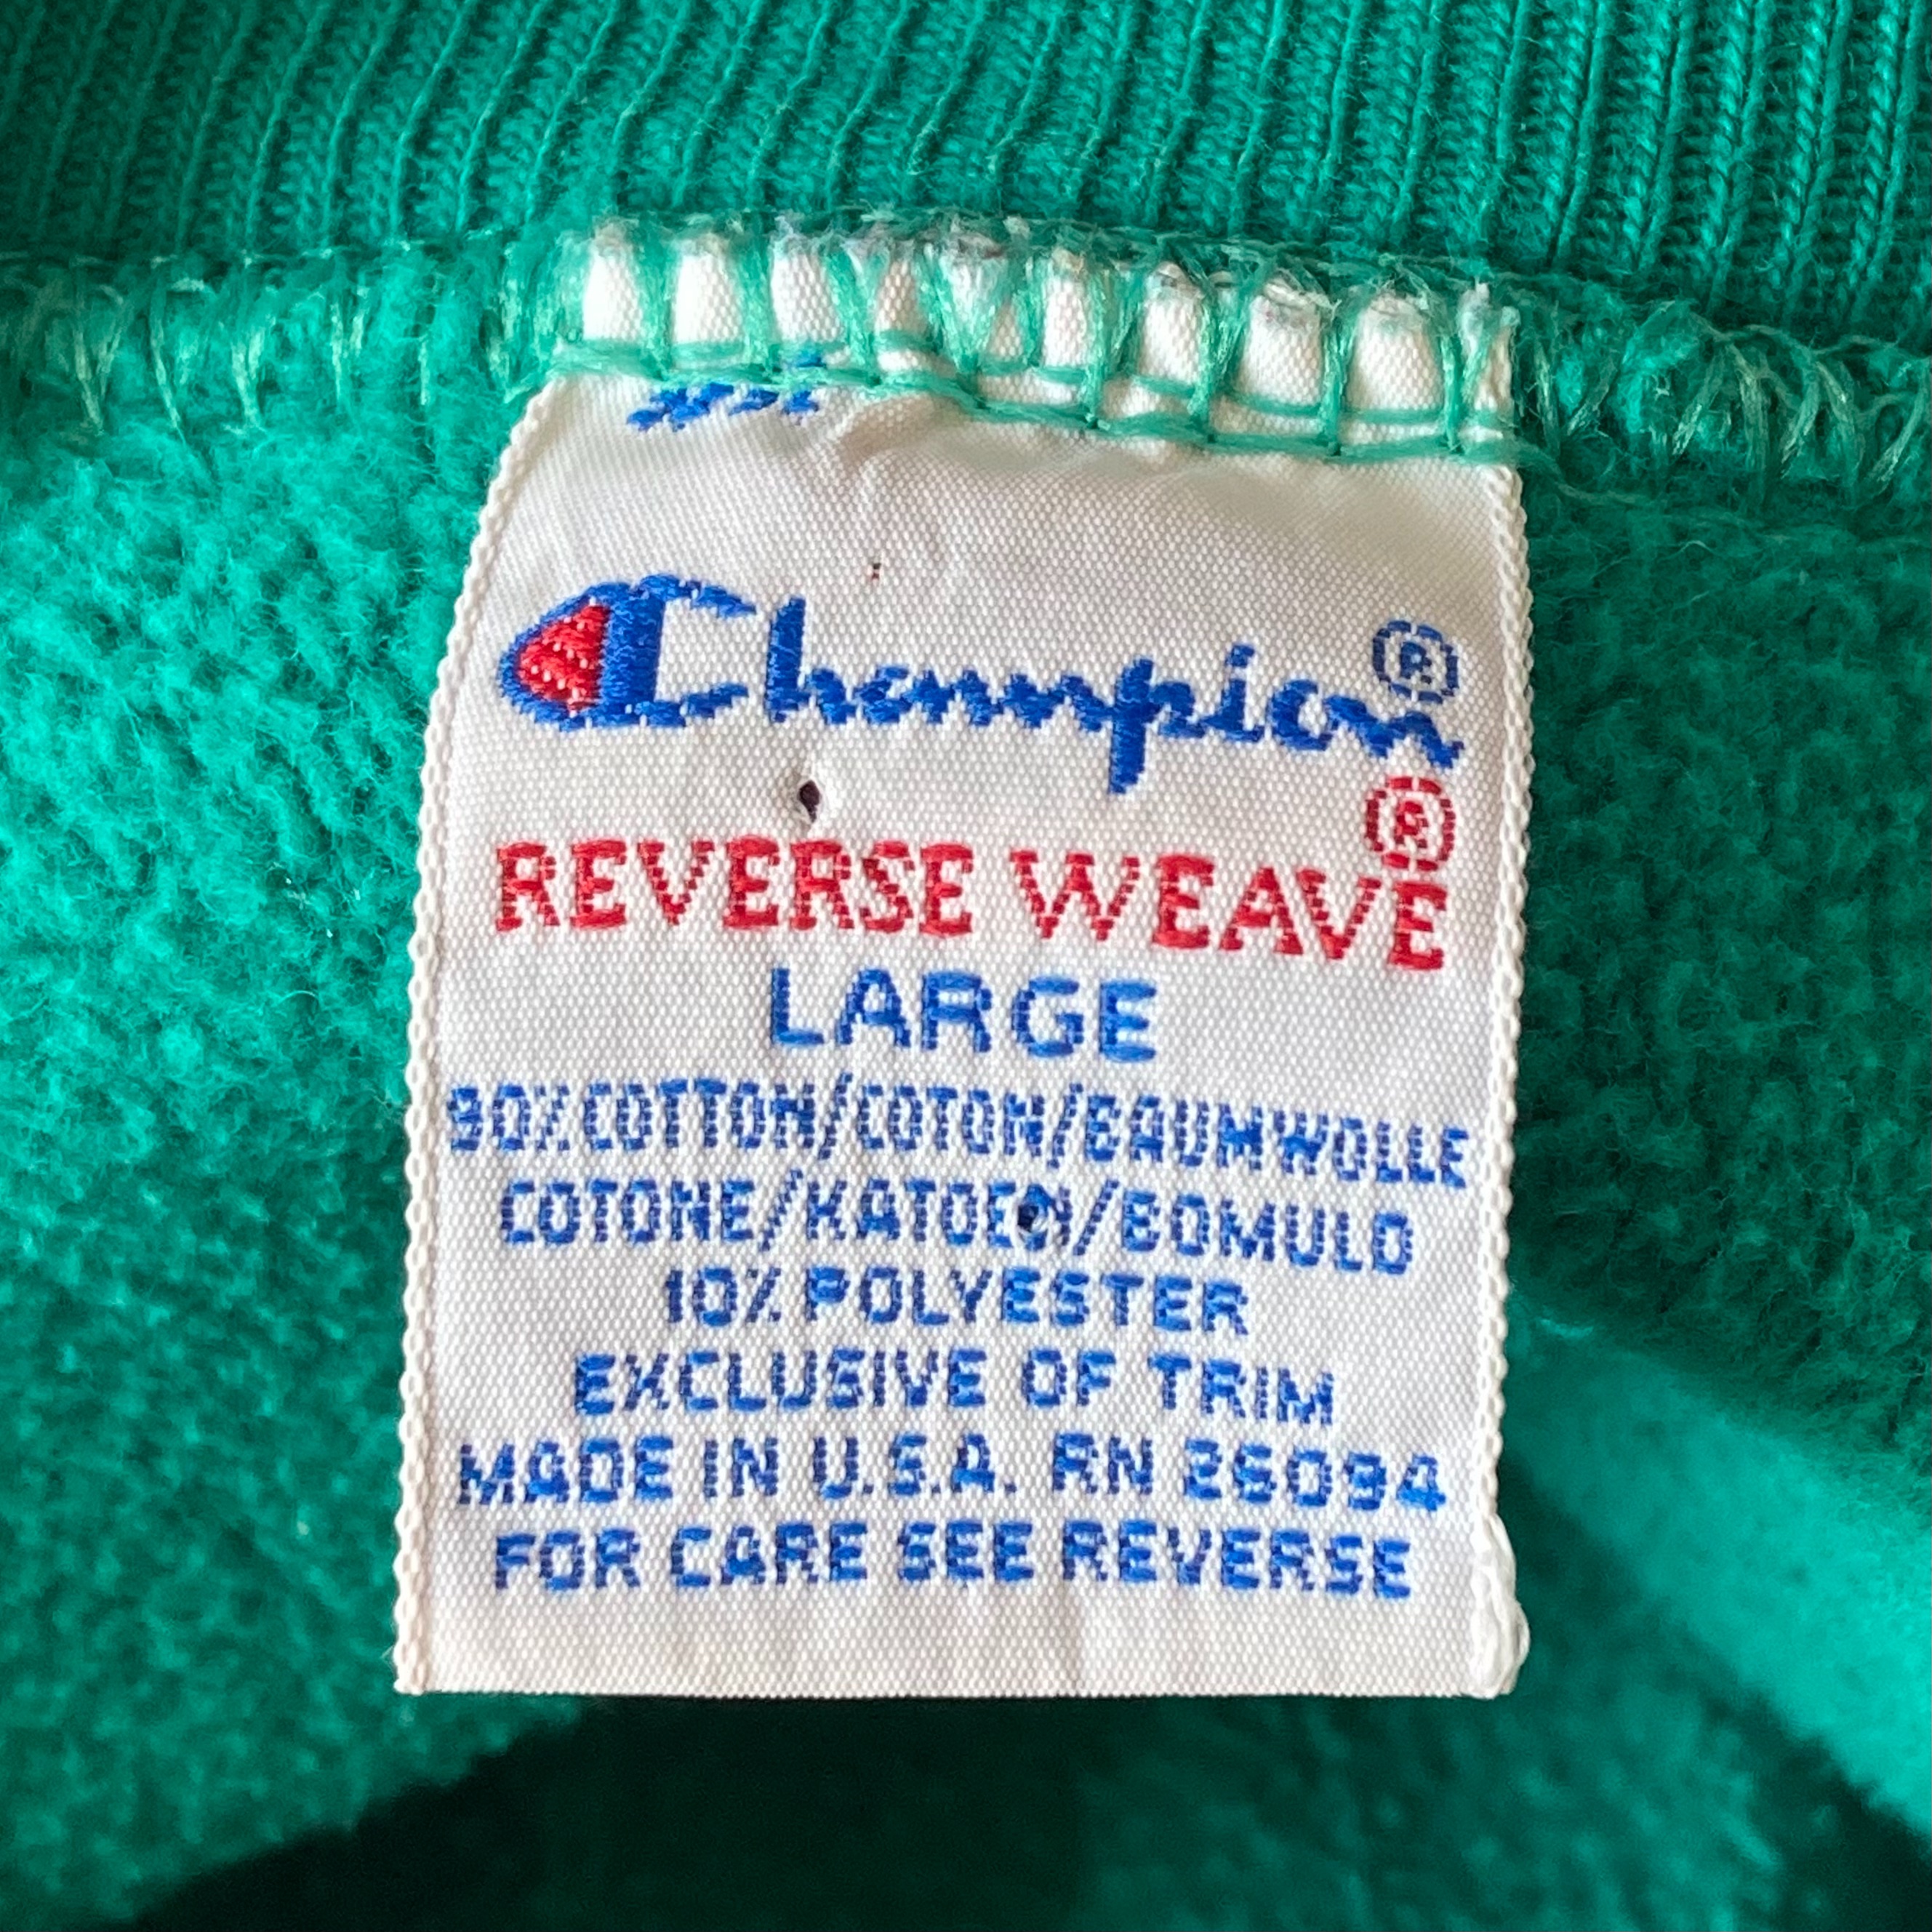 Champion®
REVERSE WEAVE®
LARGE
90% COTTON/COTON/BAUMWOLLE
COTONE/KATOEN/BOMULD
10% POLYESTER
EXCLUSIVE OF TRIM
MADE IN U.S.A. RN 26094
FOR CARE SEE REVERSE